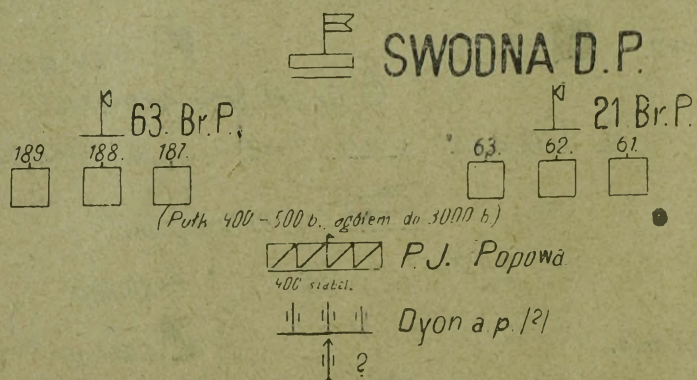 SWODNA D.P.
63. Br.P. 21 Br.P.
189 188. 187. 63. 62. 61.
(Pułk 400-500 b. ogółem do 3000 b)
P.J. Popowa
400 szabel.
Dyon a.p. /?/
?